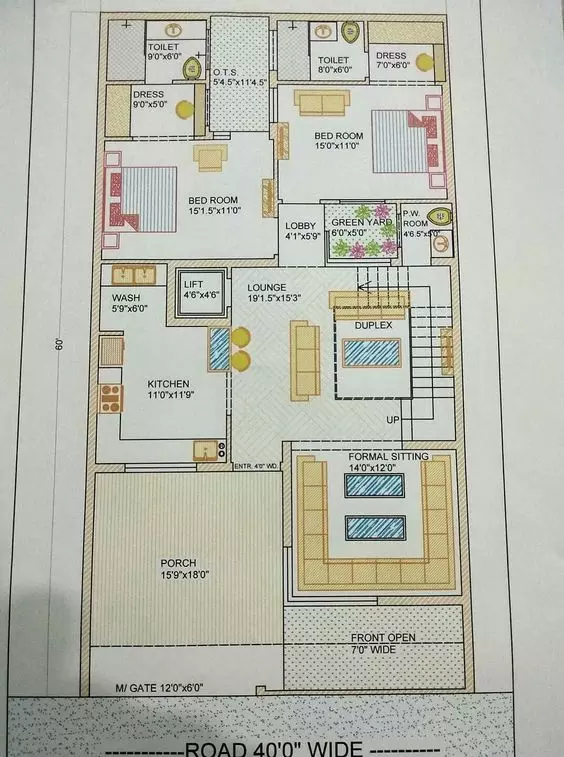 TOILET
9'0"x6'0"
DRESS
9'0"x5'0"
O.T.S.
5'4.5"x11'4.5"
TOILET
8'0"x6'0"
DRESS
7'0"x6'0"
BED ROOM
15'0"x11'0"
BED ROOM
15'1.5"x11'0"
LOBBY
4'1"x5'9"
GREEN YARD
6'0"x5'0"
P.W.
ROOM
4'6.5"x5'0"
WASH
5'9"x6'0"
LIFT
4'6"x4'6"
LOUNGE
19'1.5"x15'3"
DUPLEX
60'
KITCHEN
11'0"x11'9"
UP
ENTR. 4'0" WD.
FORMAL SITTING
14'0"x12'0"
PORCH
15'9"x18'0"
FRONT OPEN
7'0" WIDE
M/ GATE 12'0"x6'0"
ROAD 40'0" WIDE